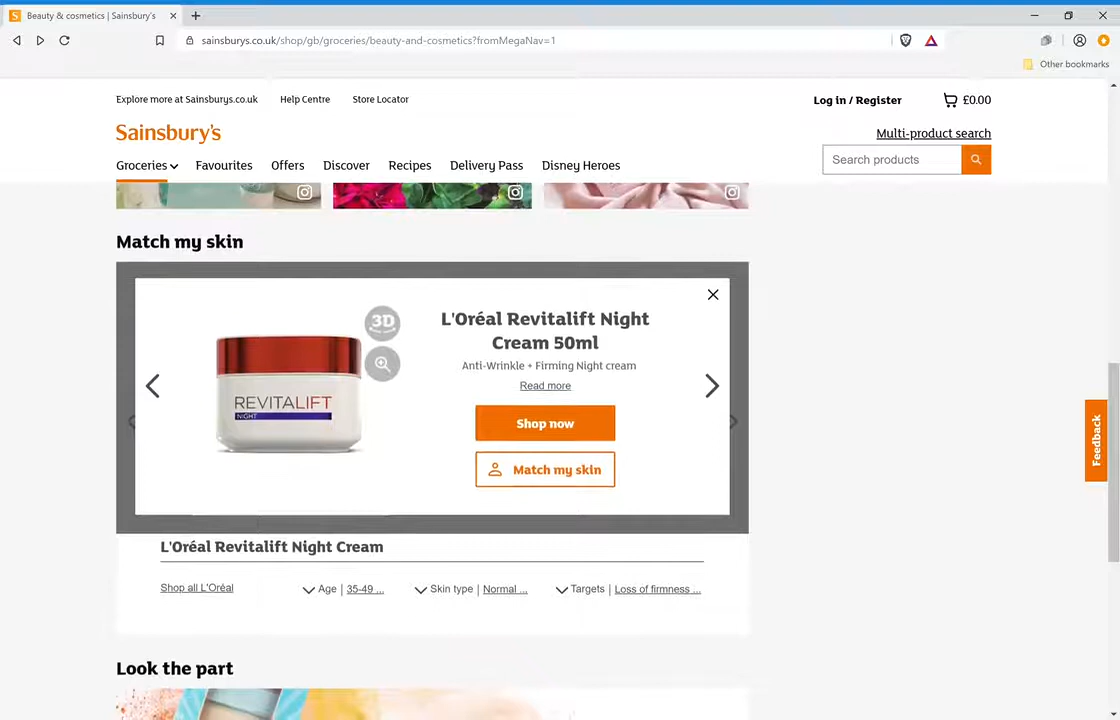 Beauty & cosmetics | Sainsbury's
sainsburys.co.uk/shop/gb/groceries/beauty-and-cosmetics?fromMegaNav=1
Other bookmarks
Explore more at Sainsburys.co.uk Help Centre Store Locator
Log in / Register £0.00
Sainsbury's
Multi-product search
Groceries Favourites Offers Discover Recipes Delivery Pass Disney Heroes
Search products
Match my skin
3D
L'Oréal Revitalift Night
Cream 50ml
Anti-Wrinkle + Firming Night cream
Read more
REVITALIFT
NIGHT
Shop now
Match my skin
Feedback
L'Oréal Revitalift Night Cream
Shop all L'Oréal Age | 35-49 ... Skin type | Normal ... Targets | Loss of firmness ...
Look the part